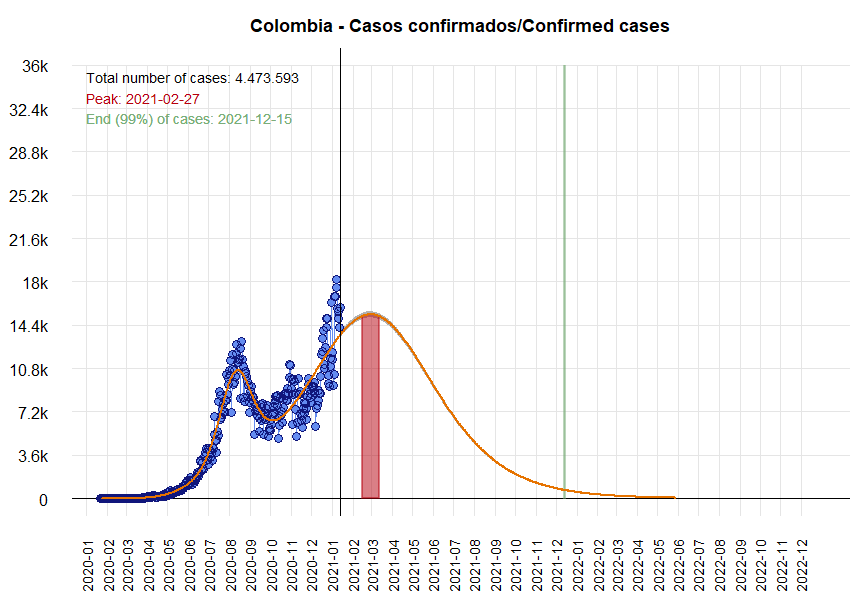 Colombia - Casos confirmados/Confirmed cases
36k
32.4k
28.8k
25.2k
21.6k
18k
14.4k
10.8k
7.2k
3.6k
0
Total number of cases: 4.473.593
Peak: 2021-02-27
End (99%) of cases: 2021-12-15
2020-01
2020-02
2020-03
2020-04
2020-05
2020-06
2020-07
2020-08
2020-09
2020-10
2020-11
2020-12
2021-01
2021-02
2021-03
2021-04
2021-05
2021-06
2021-07
2021-08
2021-09
2021-10
2021-11
2021-12
2022-01
2022-02
2022-03
2022-04
2022-05
2022-06
2022-07
2022-08
2022-09
2022-10
2022-11
2022-12